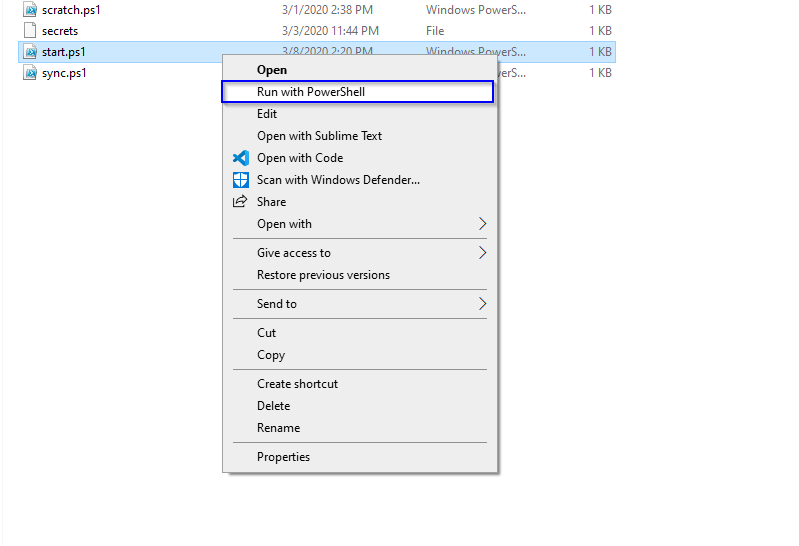 scratch.ps1 3/1/2020 2:38 PM Windows PowerS... 1 KB
secrets 3/3/2020 11:44 PM File 1 KB
start.ps1 3/8/2020 2:20 PM Windows PowerS... 1 KB
sync.ps1 werS... 1 KB
Open
Run with PowerShell
Edit
Open with Sublime Text
Open with Code
Scan with Windows Defender...
Share
Open with
Give access to
Restore previous versions
Send to
Cut
Copy
Create shortcut
Delete
Rename
Properties